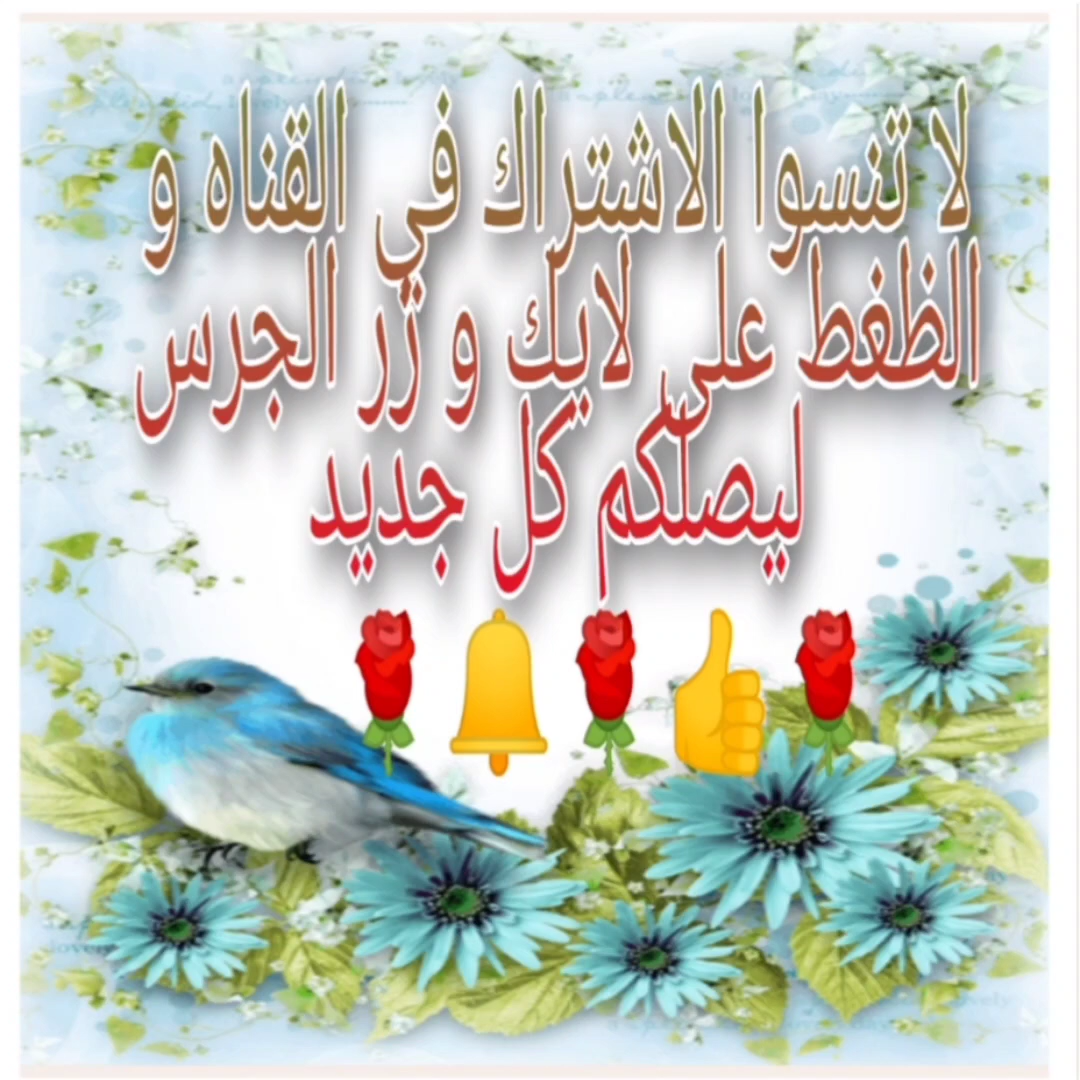 لا تنسوا الاشتراك في القناه و
الظغط على لايك و زر الجرس
ليصلكم كل جديد